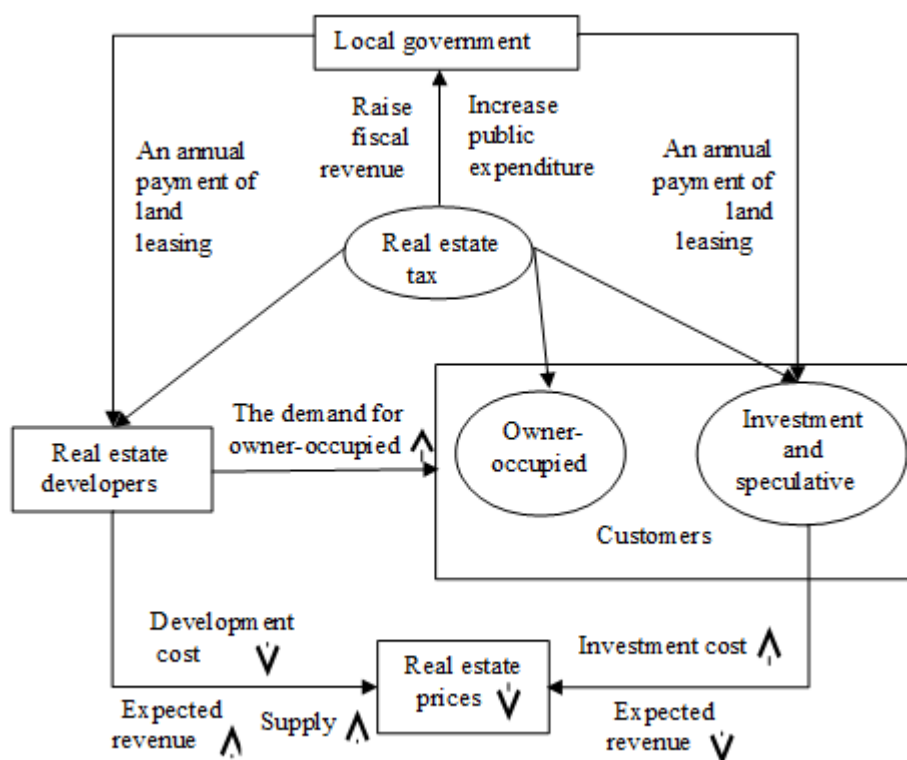 Local government
Raise
fiscal
revenue
Increase
public
expenditure
An annual
payment of
land
leasing
An annual
payment of
land
leasing
Real estate
tax
The demand for
owner-occupied
Real estate
developers
Owner-
occupied
Investment
and
speculative
Customers
Development
cost
Investment cost
Real estate
prices
Expected
revenue
Supply
Expected
revenue